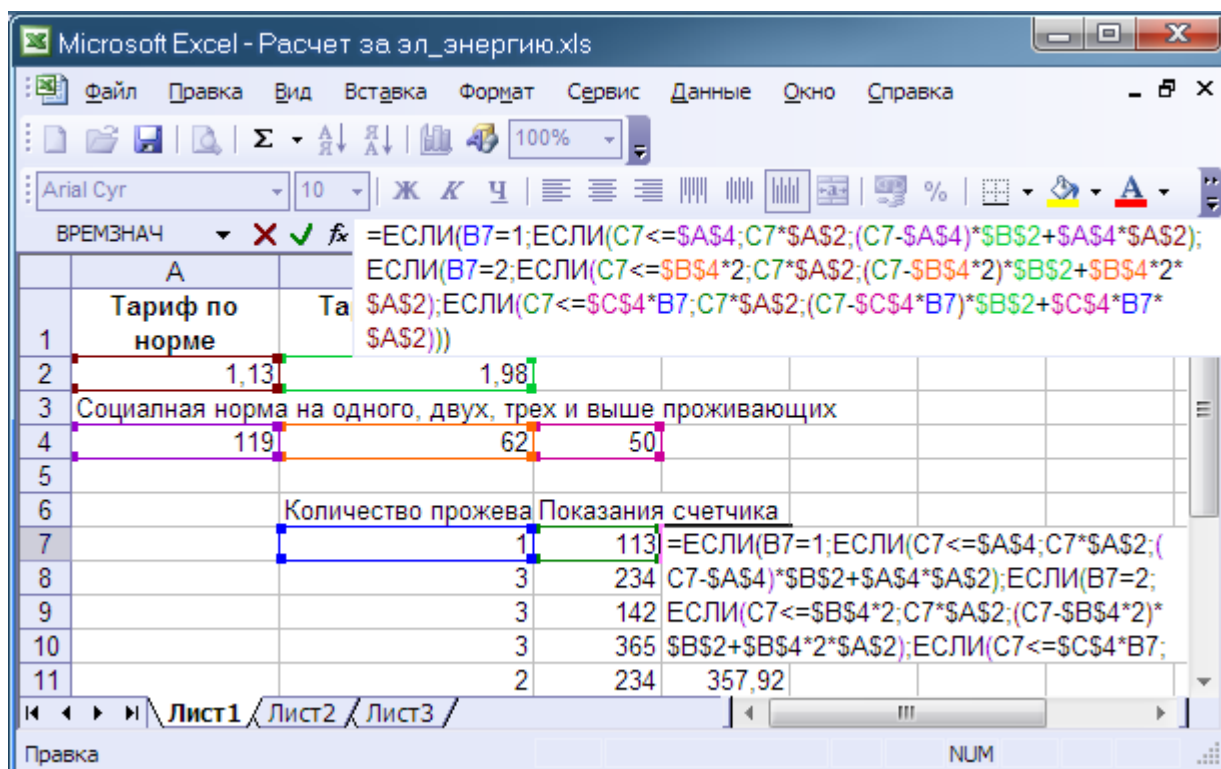 Microsoft Excel - Расчет за эл_энергию.xls
Файл Правка Вид Вставка Формат Сервис Данные Окно Справка
Σ 100%
Arial Cyr 10 Ж К Ч %
ВРЕМЗНАЧ fx =ЕСЛИ(B7=1;ЕСЛИ(C7<=$A$4;C7*$A$2;(C7-$A$4)*$B$2+$A$4*$A$2);
ЕСЛИ(B7=2;ЕСЛИ(C7<=$B$4*2;C7*$A$2;(C7-$B$4*2)*$B$2+$B$4*2*
$A$2);ЕСЛИ(C7<=$C$4*B7;C7*$A$2;(C7-$C$4*B7)*$B$2+$C$4*B7*
$A$2)))
A
1 Тариф по норме Та
2 1,13 1,98
3 Социалная норма на одного, двух, трех и выше проживающих
4 119 62 50
5
6 Количество прожева Показания счетчика
7 1 113 =ЕСЛИ(B7=1;ЕСЛИ(C7<=$A$4;C7*$A$2;(
8 3 234 C7-$A$4)*$B$2+$A$4*$A$2);ЕСЛИ(B7=2;
9 3 142 ЕСЛИ(C7<=$B$4*2;C7*$A$2;(C7-$B$4*2)*
10 3 365 $B$2+$B$4*2*$A$2);ЕСЛИ(C7<=$C$4*B7;
11 2 234 357,92
Лист1 Лист2 Лист3
Правка NUM